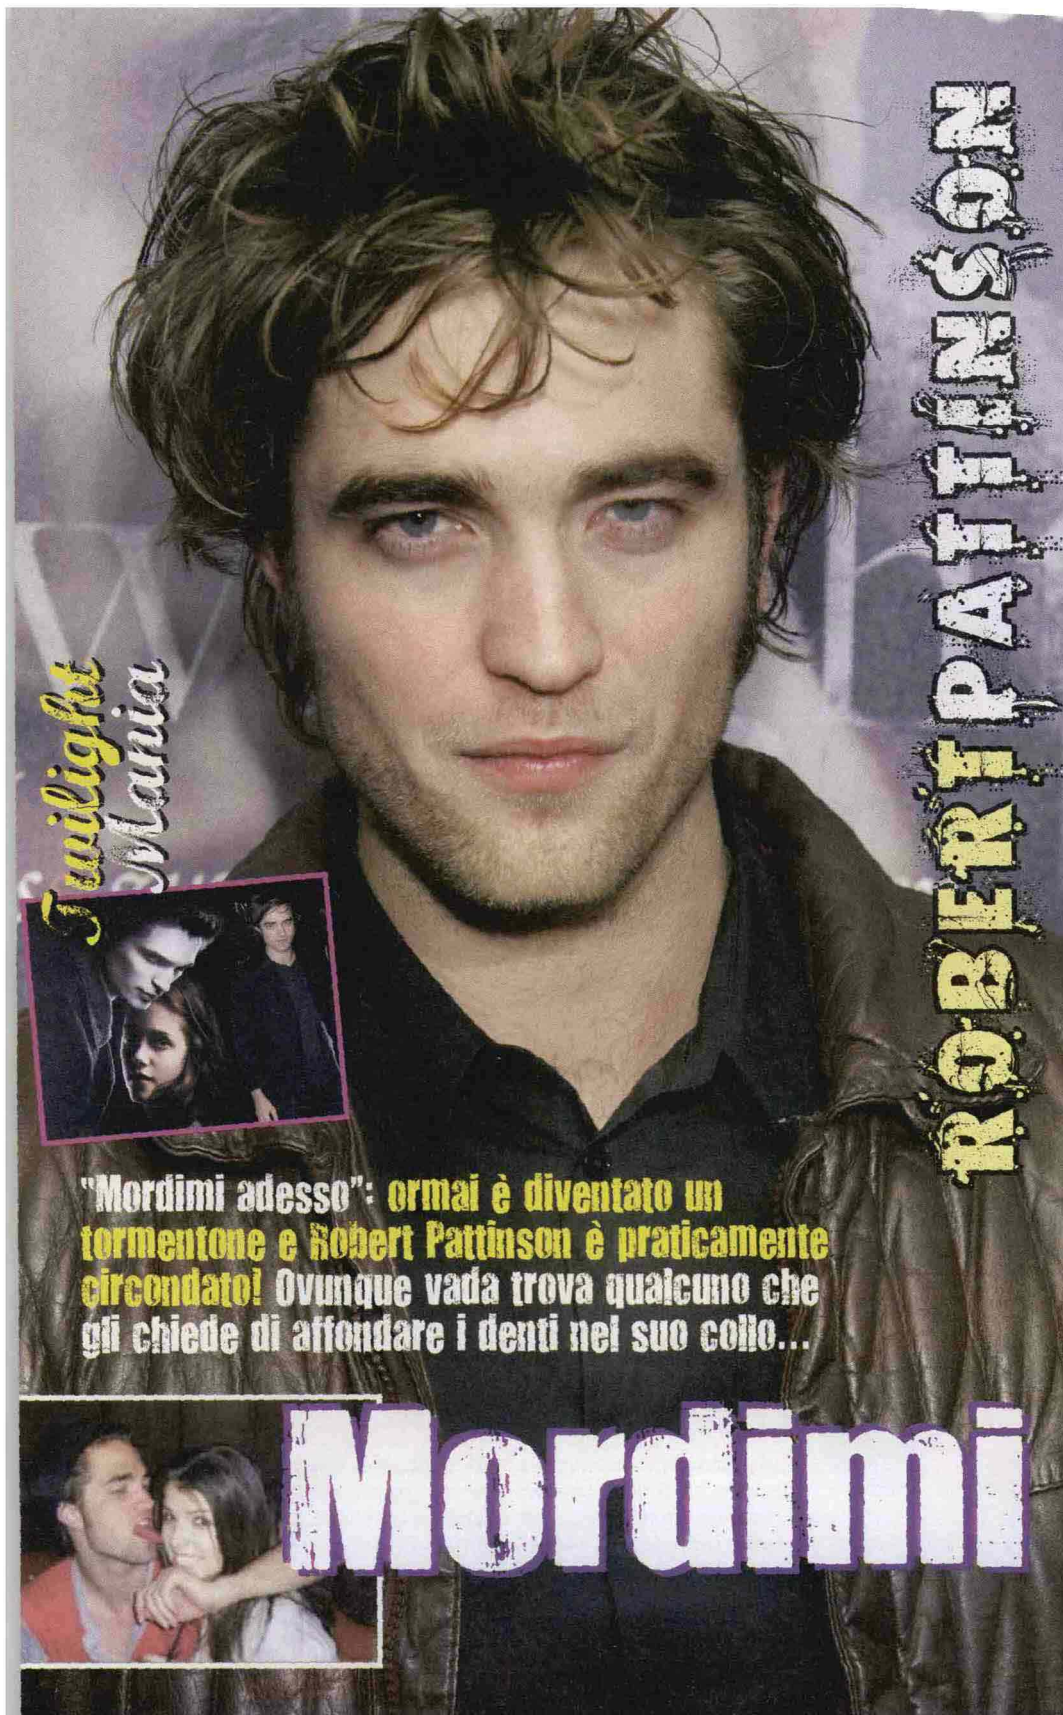 ROBERT PATTINSON
Twilight
Mania
"Mordimi adesso": ormai è diventato un
tormentone e Robert Pattinson è praticamente
circondato! Ovunque vada trova qualcuno che
gli chiede di affondare i denti nel suo collo...
Mordimi